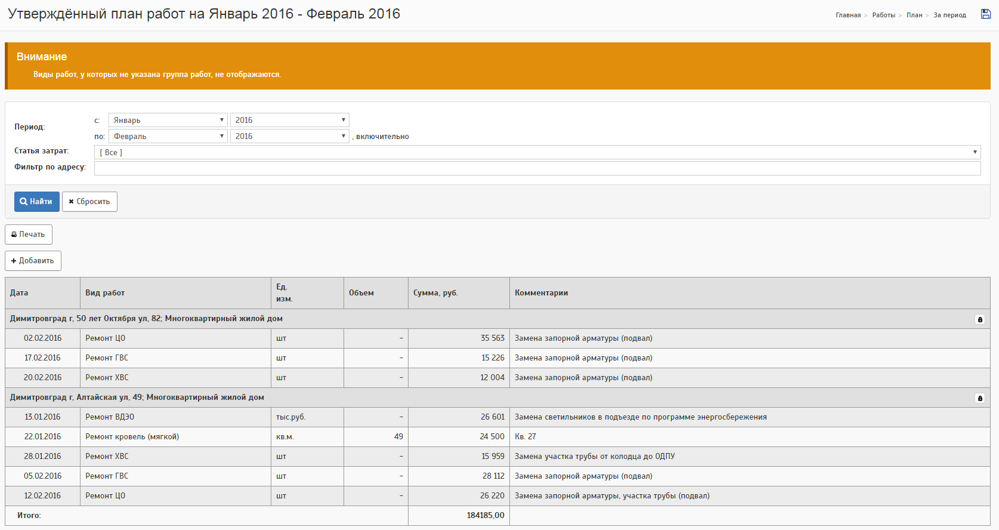 Утверждённый план работ на Январь 2016 - Февраль 2016
Главная > Работы > План > За период
Внимание
Виды работ, у которых не указана группа работ, не отображаются.
Период:
с: Январь 2016
по: Февраль 2016 , включительно
Статья затрат: [ Все ]
Фильтр по адресу:
Найти Сбросить
Печать
Добавить
Дата Вид работ Ед. изм. Объем Сумма, руб. Комментарии
Димитровград г, 50 лет Октября ул, 82; Многоквартирный жилой дом
02.02.2016 Ремонт ЦО шт - 35 563 Замена запорной арматуры (подвал)
17.02.2016 Ремонт ГВС шт - 15 226 Замена запорной арматуры (подвал)
20.02.2016 Ремонт ХВС шт - 12 004 Замена запорной арматуры (подвал)
Димитровград г, Алтайская ул, 49; Многоквартирный жилой дом
13.01.2016 Ремонт ВДЭО тыс.руб. - 26 601 Замена светильников в подъезде по программе энергосбережения
22.01.2016 Ремонт кровель (мягкой) кв.м. 49 24 500 Кв. 27
28.01.2016 Ремонт ХВС шт - 15 959 Замена участка трубы от колодца до ОДПУ
05.02.2016 Ремонт ГВС шт - 28 112 Замена запорной арматуры (подвал)
12.02.2016 Ремонт ЦО шт - 26 220 Замена запорной арматуры, участка трубы (подвал)
Итого: 184185,00